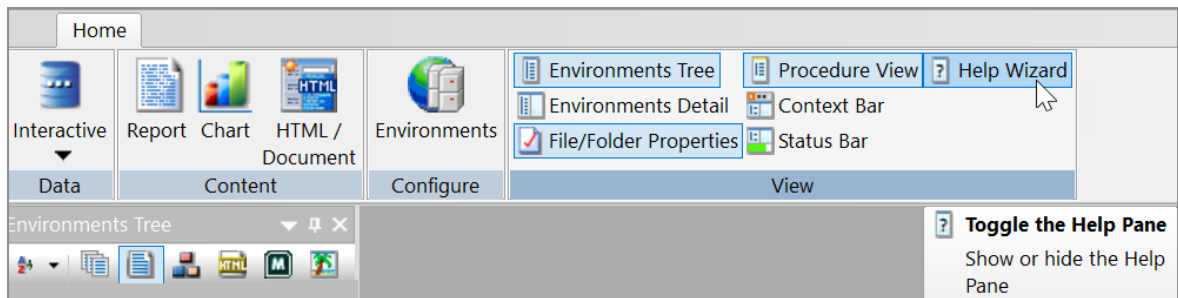 Home
Environments Tree Procedure View Help Wizard
Interactive Report Chart HTML / Environments Environments Detail Context Bar
Document File/Folder Properties Status Bar
Data Content Configure View
Environments Tree
Toggle the Help Pane
Show or hide the Help
Pane